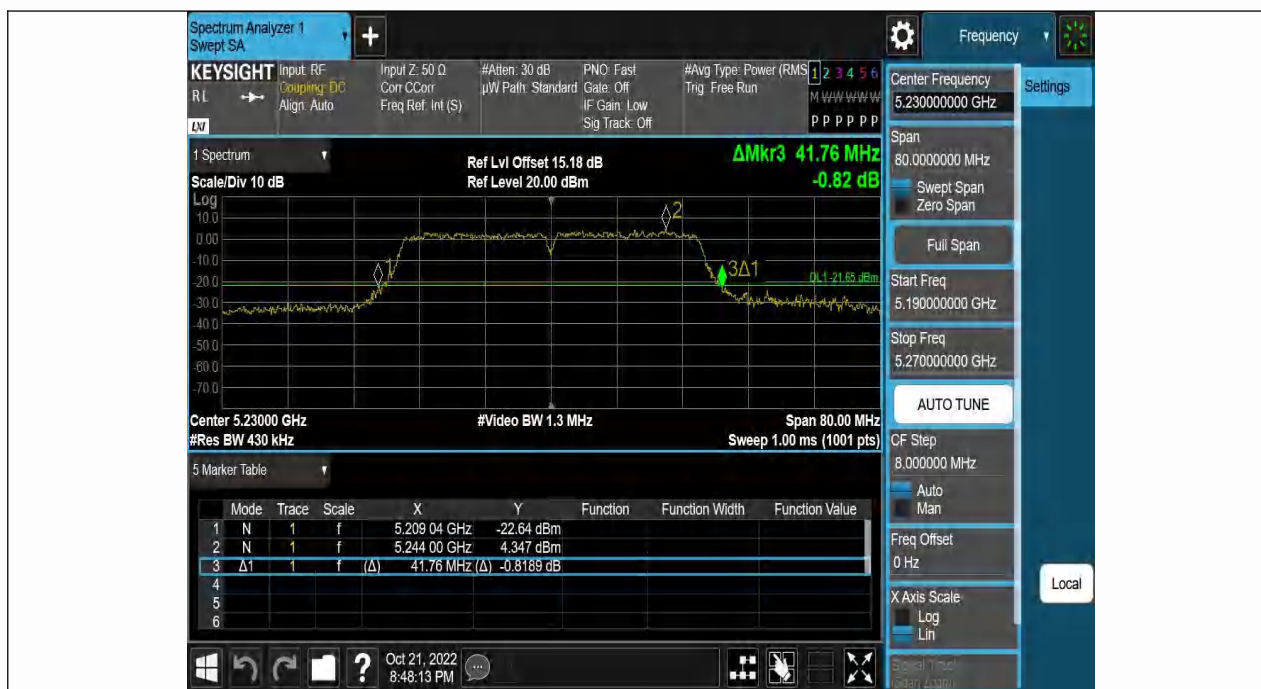 Spectrum Analyzer 1
Swept SA
+
Frequency
KEYSIGHT
RL
LXI
Input: RF
Coupling: DC
Align: Auto
Input Z: 50 Ω
Corr CCorr
Freq Ref: Int (S)
#Atten: 30 dB
µW Path: Standard
PNO: Fast
Gate: Off
IF Gain: Low
Sig Track: Off
#Avg Type: Power (RMS
Trig: Free Run
1 2 3 4 5 6
M W W W W W
P P P P P P
Center Frequency
5.230000000 GHz
Settings
Span
80.0000000 MHz
Swept Span
Zero Span
Full Span
Start Freq
5.190000000 GHz
Stop Freq
5.270000000 GHz
AUTO TUNE
CF Step
8.000000 MHz
Auto
Man
Freq Offset
0 Hz
X Axis Scale
Log
Lin
Local
1 Spectrum
Scale/Div 10 dB
Ref Lvl Offset 15.18 dB
Ref Level 20.00 dBm
ΔMkr3 41.76 MHz
-0.82 dB
Log
10.0
0.00
-10.0
-20.0
-30.0
-40.0
-50.0
-60.0
-70.0
1
2
3Δ1
DL1 -21.65 dBm
Center 5.23000 GHz
#Video BW 1.3 MHz
Span 80.00 MHz
#Res BW 430 kHz
Sweep 1.00 ms (1001 pts)
5 Marker Table
Mode Trace Scale X Y Function Function Width Function Value
1 N 1 f 5.209 04 GHz -22.64 dBm
2 N 1 f 5.244 00 GHz 4.347 dBm
3 Δ1 1 f (Δ) 41.76 MHz (Δ) -0.8189 dB
4
5
6
?
Oct 21, 2022
8:48:13 PM